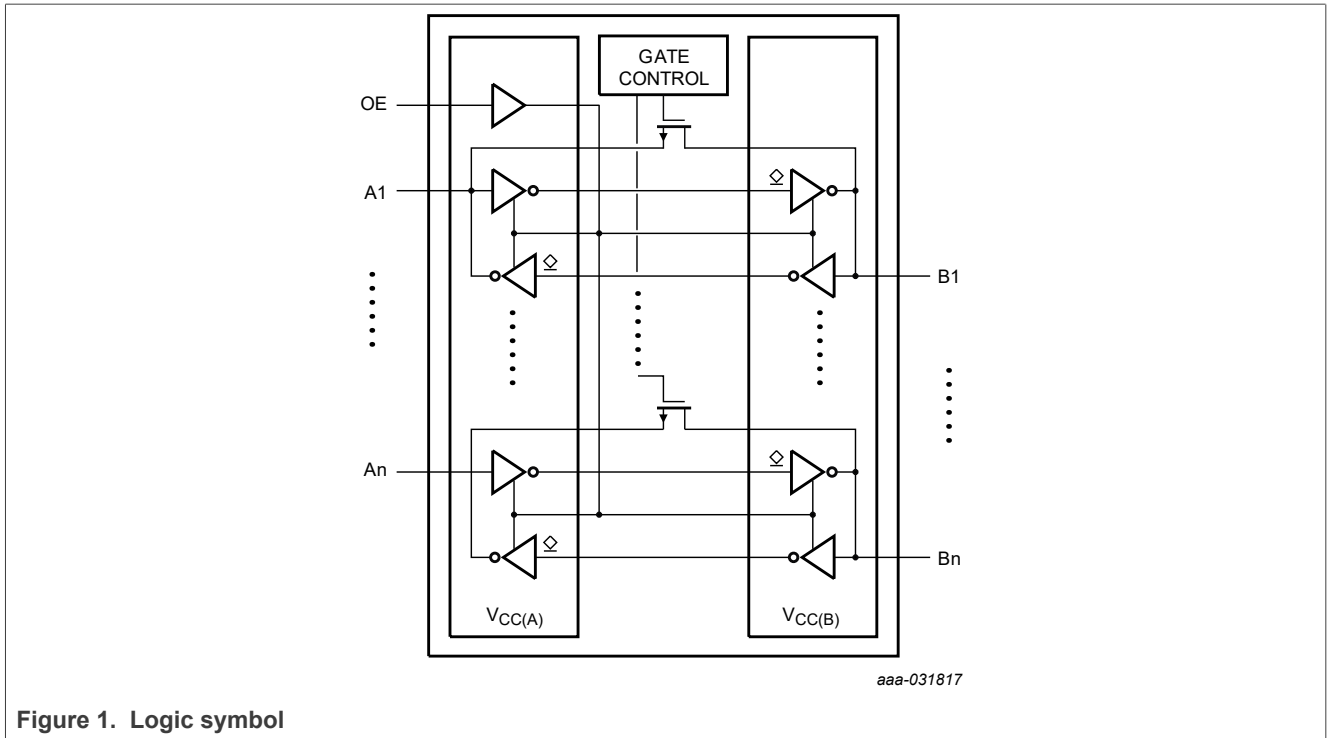 GATE
CONTROL
OE
A1
B1
An
Bn
VCC(A)
VCC(B)
aaa-031817
Figure 1. Logic symbol